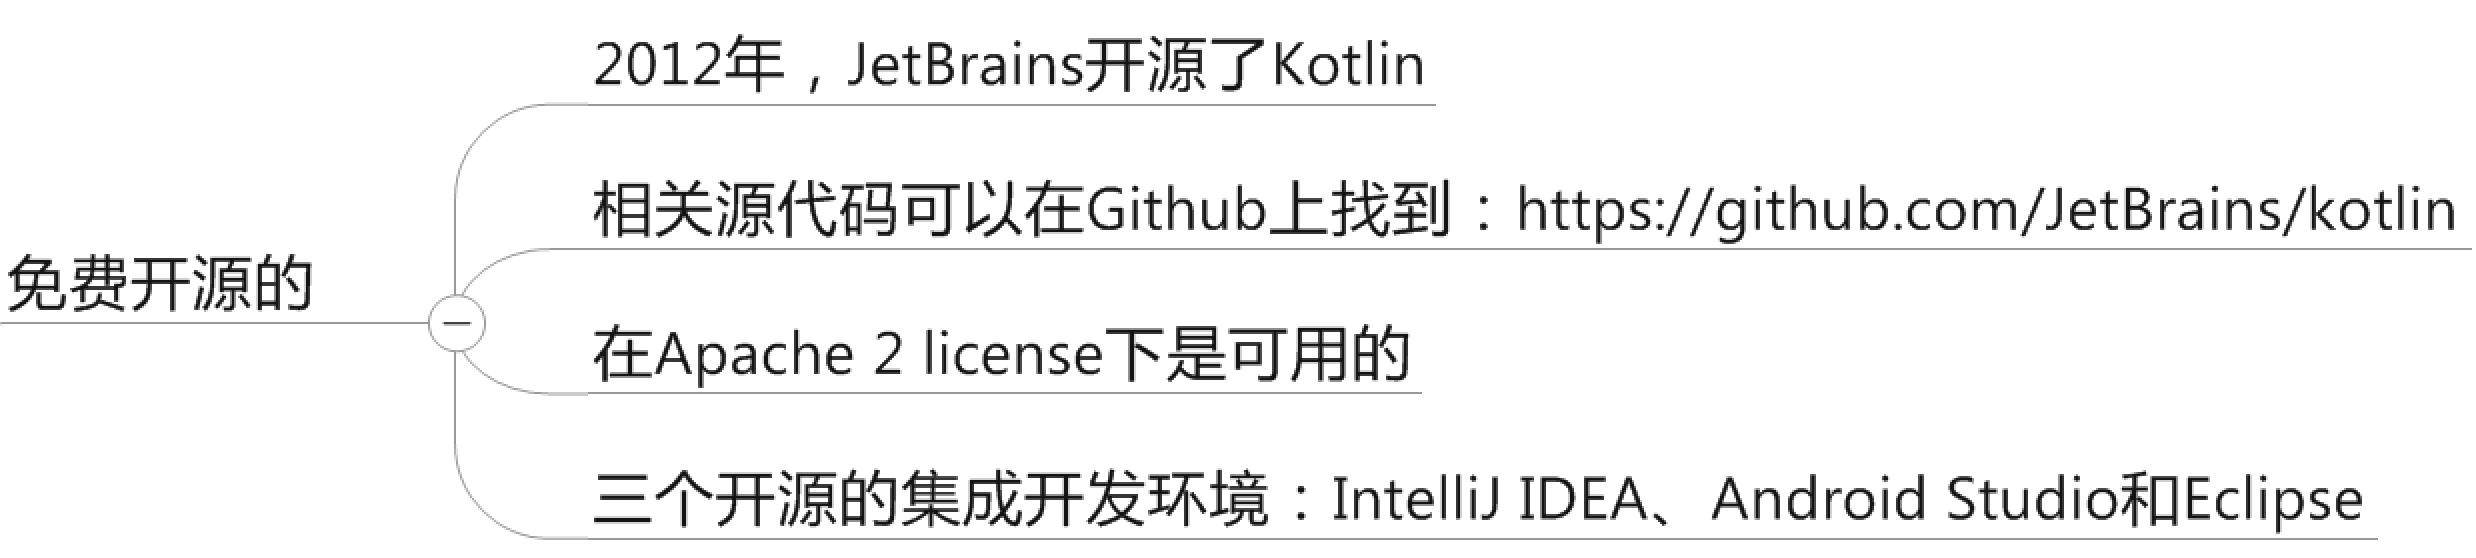 2012年，JetBrains开源了Kotlin
相关源代码可以在Github上找到：https://github.com/JetBrains/kotlin
免费开源的
在Apache 2 license下是可用的
三个开源的集成开发环境：IntelliJ IDEA、Android Studio和Eclipse